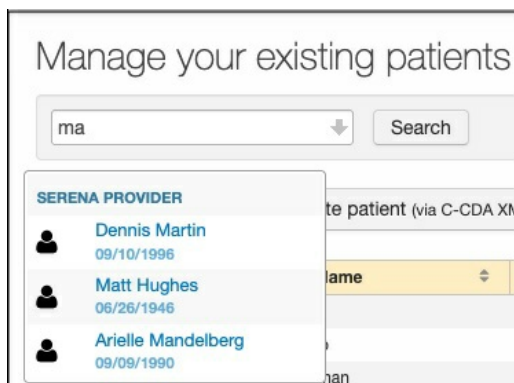 Manage your existing patients
ma
Search
SERENA PROVIDER
Dennis Martin
09/10/1996
te patient (via C-CDA XM
Matt Hughes
06/26/1946
Arielle Mandelberg
09/09/1990